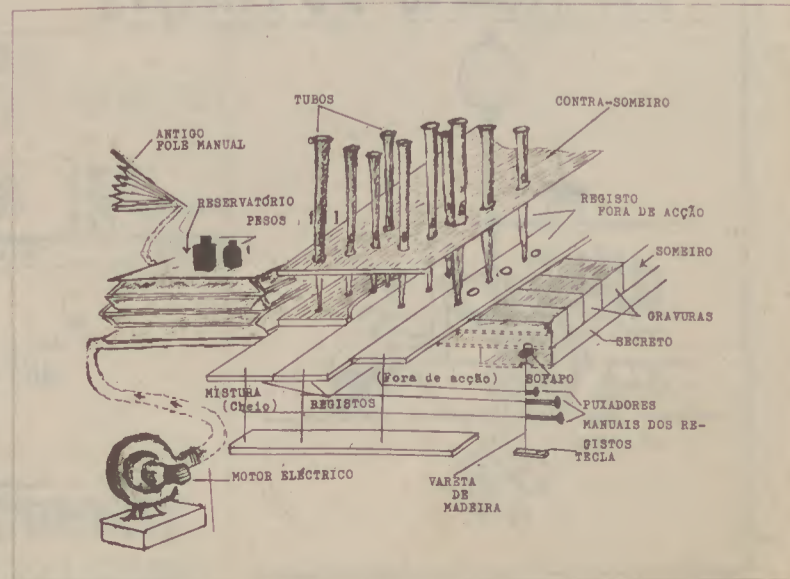 TUBOS
CONTRA-SOMEIRO
ANTIGO
FOLE MANUAL
RESERVATÓRIO
PESOS
REGISTO
FORA DE ACÇÃO
SOMEIRO
GRAVURAS
SECRETO
(Fora de acção)
SOFAPO
MISTURA
(Cheio)
REGISTOS
PUXADORES
MANUAIS DOS RE-
GISTOS
TECLA
MOTOR ELÉCTRICO
VARETA
DE
MADEIRA